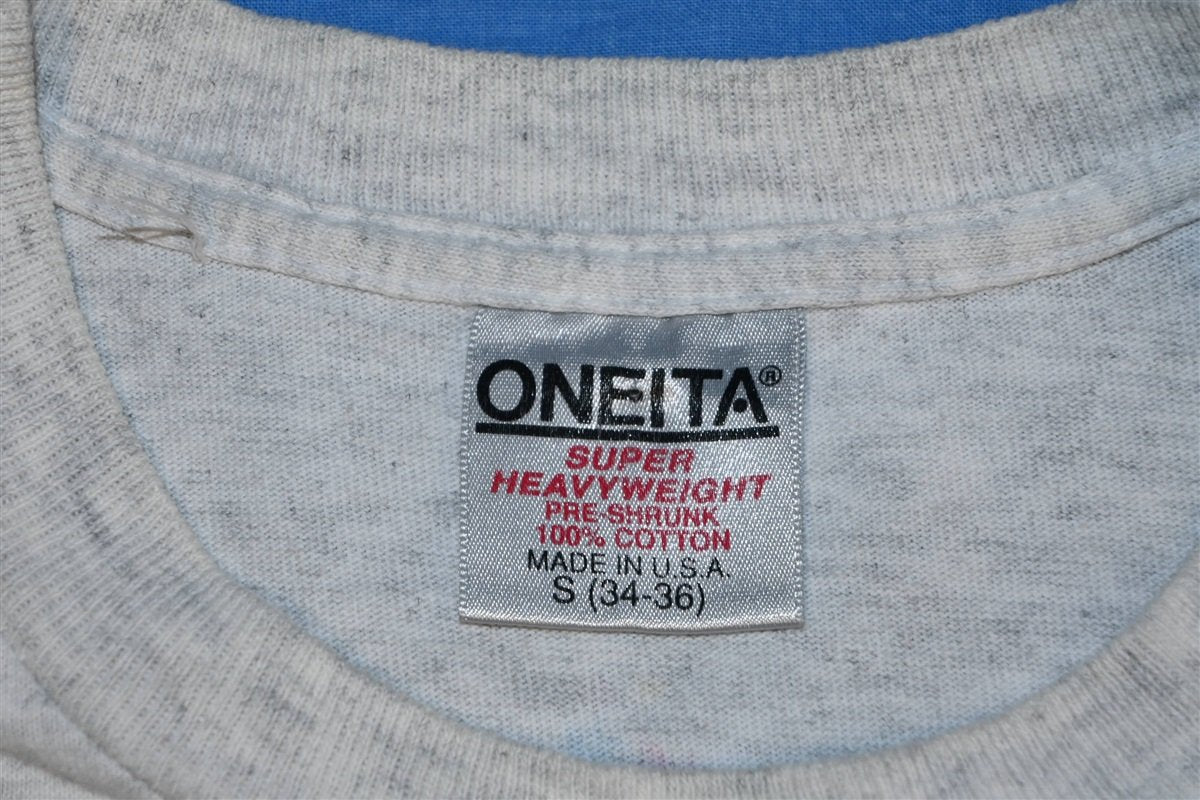 ONEITA®
SUPER
HEAVYWEIGHT
PRE-SHRUNK
100% COTTON
MADE IN U.S.A.
S (34-36)